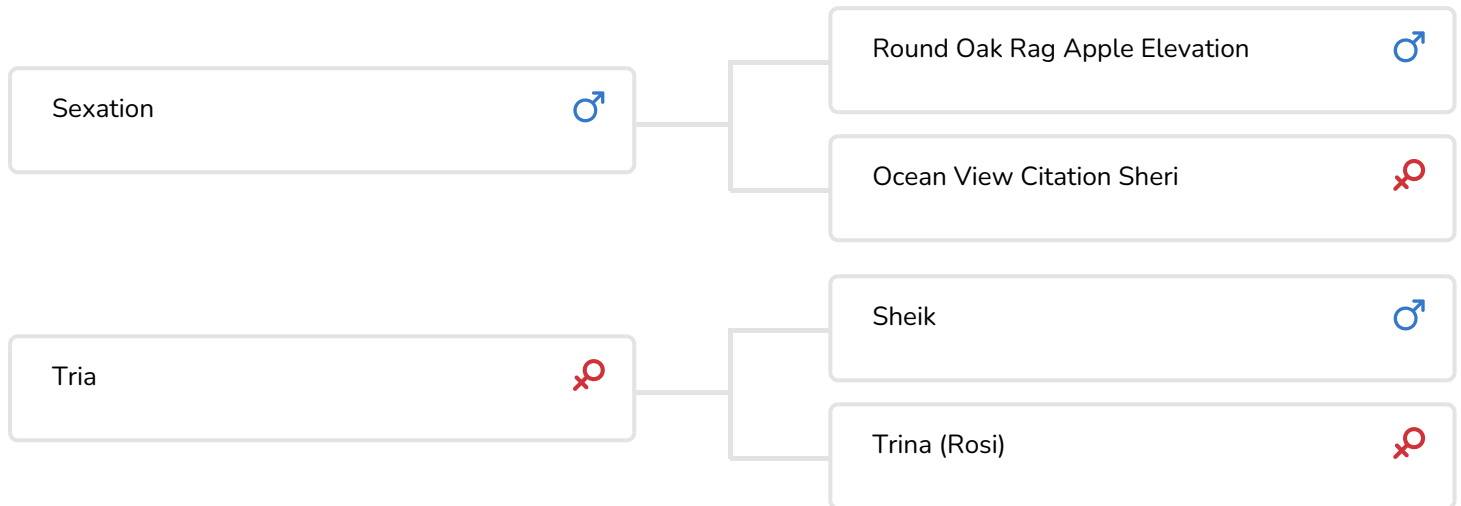 Round Oak Rag Apple Elevation
Sexation
Ocean View Citation Sheri
Sheik
Tria
Trina (Rosi)